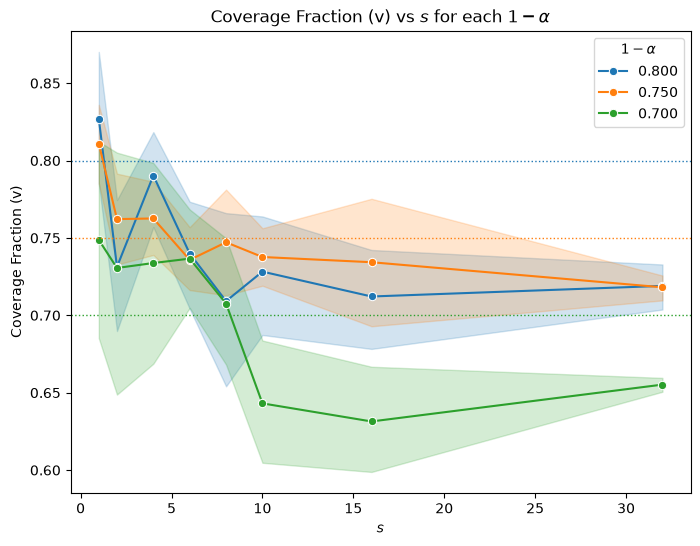 Coverage Fraction (v) vs s for each 1 − α
1 − α
0.800
0.750
0.700
Coverage Fraction (v)
0.85
0.80
0.75
0.70
0.65
0.60
0 5 10 15 20 25 30
s